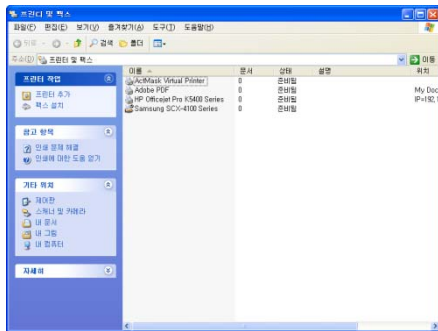 프린터 및 팩스
파일(F) 편집(E) 보기(V) 즐겨찾기(A) 도구(T) 도움말(H)
뒤로 검색 폴더
주소(D) 프린터 및 팩스 이동
프린터 작업
프린터 추가
팩스 설치
참고 항목
인쇄 문제 해결
인쇄에 대한 도움 얻기
기타 위치
제어판
스캐너 및 카메라
내 문서
내 그림
내 컴퓨터
자세히
이름 문서 상태 설명 위치
ActMask Virtual Printer 0 준비됨
Adobe PDF 0 준비됨 My Doc
HP Officejet Pro K5400 Series 0 준비됨 IP=192,
Samsung SCX-4100 Series 0 준비됨